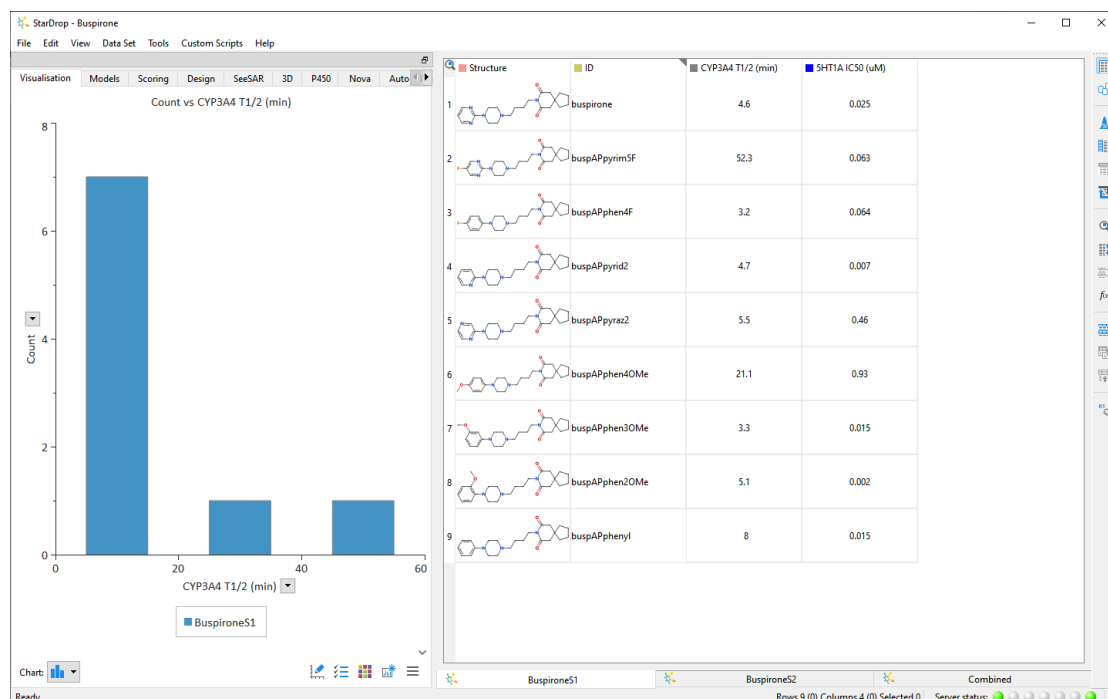 StarDrop - Buspirone
File Edit View Data Set Tools Custom Scripts Help
Visualisation Models Scoring Design SeeSAR 3D P450 Nova Auto
Count vs CYP3A4 T1/2 (min)
8
6
4
2
0
Count
0 20 40 60
CYP3A4 T1/2 (min)
BuspironeS1
Chart:
Structure ID CYP3A4 T1/2 (min) 5HT1A IC50 (uM)
1 buspirone 4.6 0.025
2 buspAPpyrim5F 52.3 0.063
3 buspAPphen4F 3.2 0.064
4 buspAPpyrid2 4.7 0.007
5 buspAPpyraz2 5.5 0.46
6 buspAPphen4OMe 21.1 0.93
7 buspAPphen3OMe 3.3 0.015
8 buspAPphen2OMe 5.1 0.002
9 buspAPphenyl 8 0.015
BuspironeS1 BuspironeS2 Combined
Ready Rows 9 (0) Columns 4 (0) Selected 0 Server status: